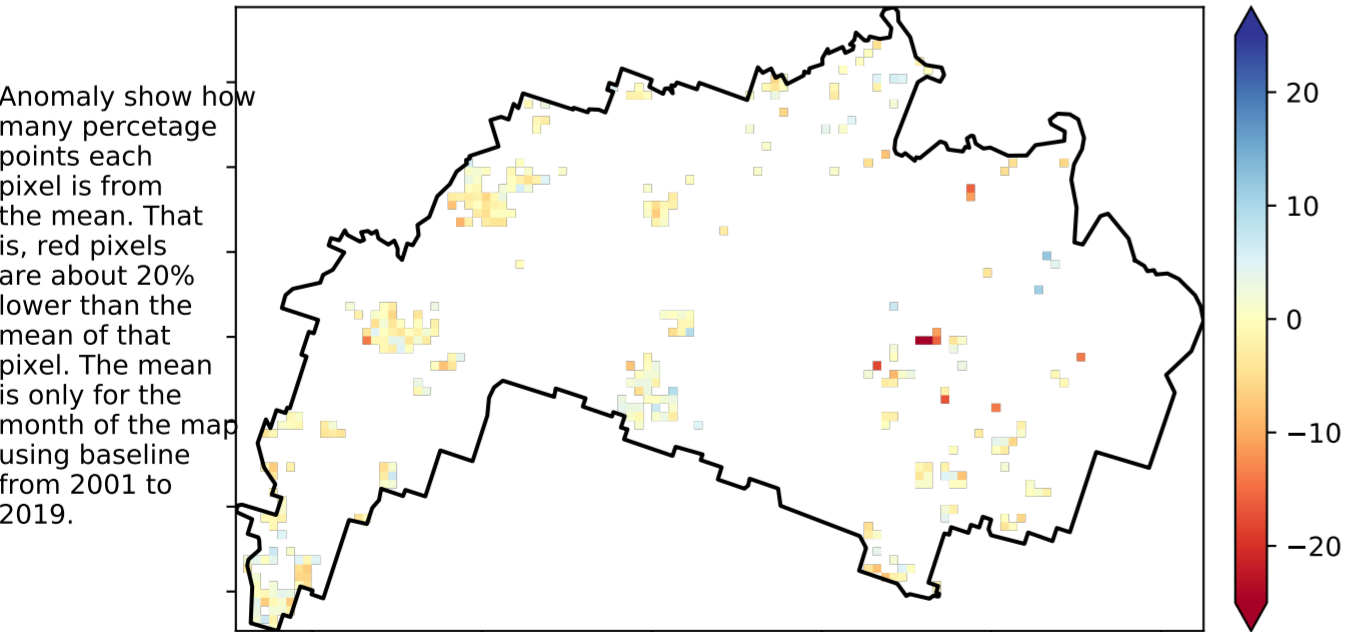 Anomaly show how
many percetage
points each
pixel is from
the mean. That
is, red pixels
are about 20%
lower than the
mean of that
pixel. The mean
is only for the
month of the map
using baseline
from 2001 to
2019.
20
10
0
−10
−20